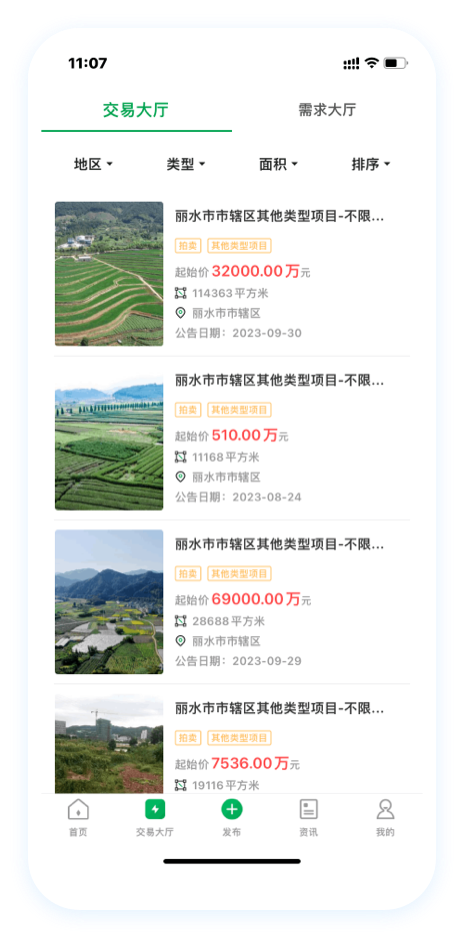 11:07
交易大厅 需求大厅
地区 类型 面积 排序
丽水市市辖区其他类型项目-不限...
拍卖 其他类型项目
起始价 32000.00万元
114363平方米
丽水市市辖区
公告日期：2023-09-30
丽水市市辖区其他类型项目-不限...
拍卖 其他类型项目
起始价 510.00万元
11168平方米
丽水市市辖区
公告日期：2023-08-24
丽水市市辖区其他类型项目-不限...
拍卖 其他类型项目
起始价 69000.00万元
28688平方米
丽水市市辖区
公告日期：2023-09-29
丽水市市辖区其他类型项目-不限...
拍卖 其他类型项目
起始价 7536.00万元
19116平方米
首页 交易大厅 发布 资讯 我的